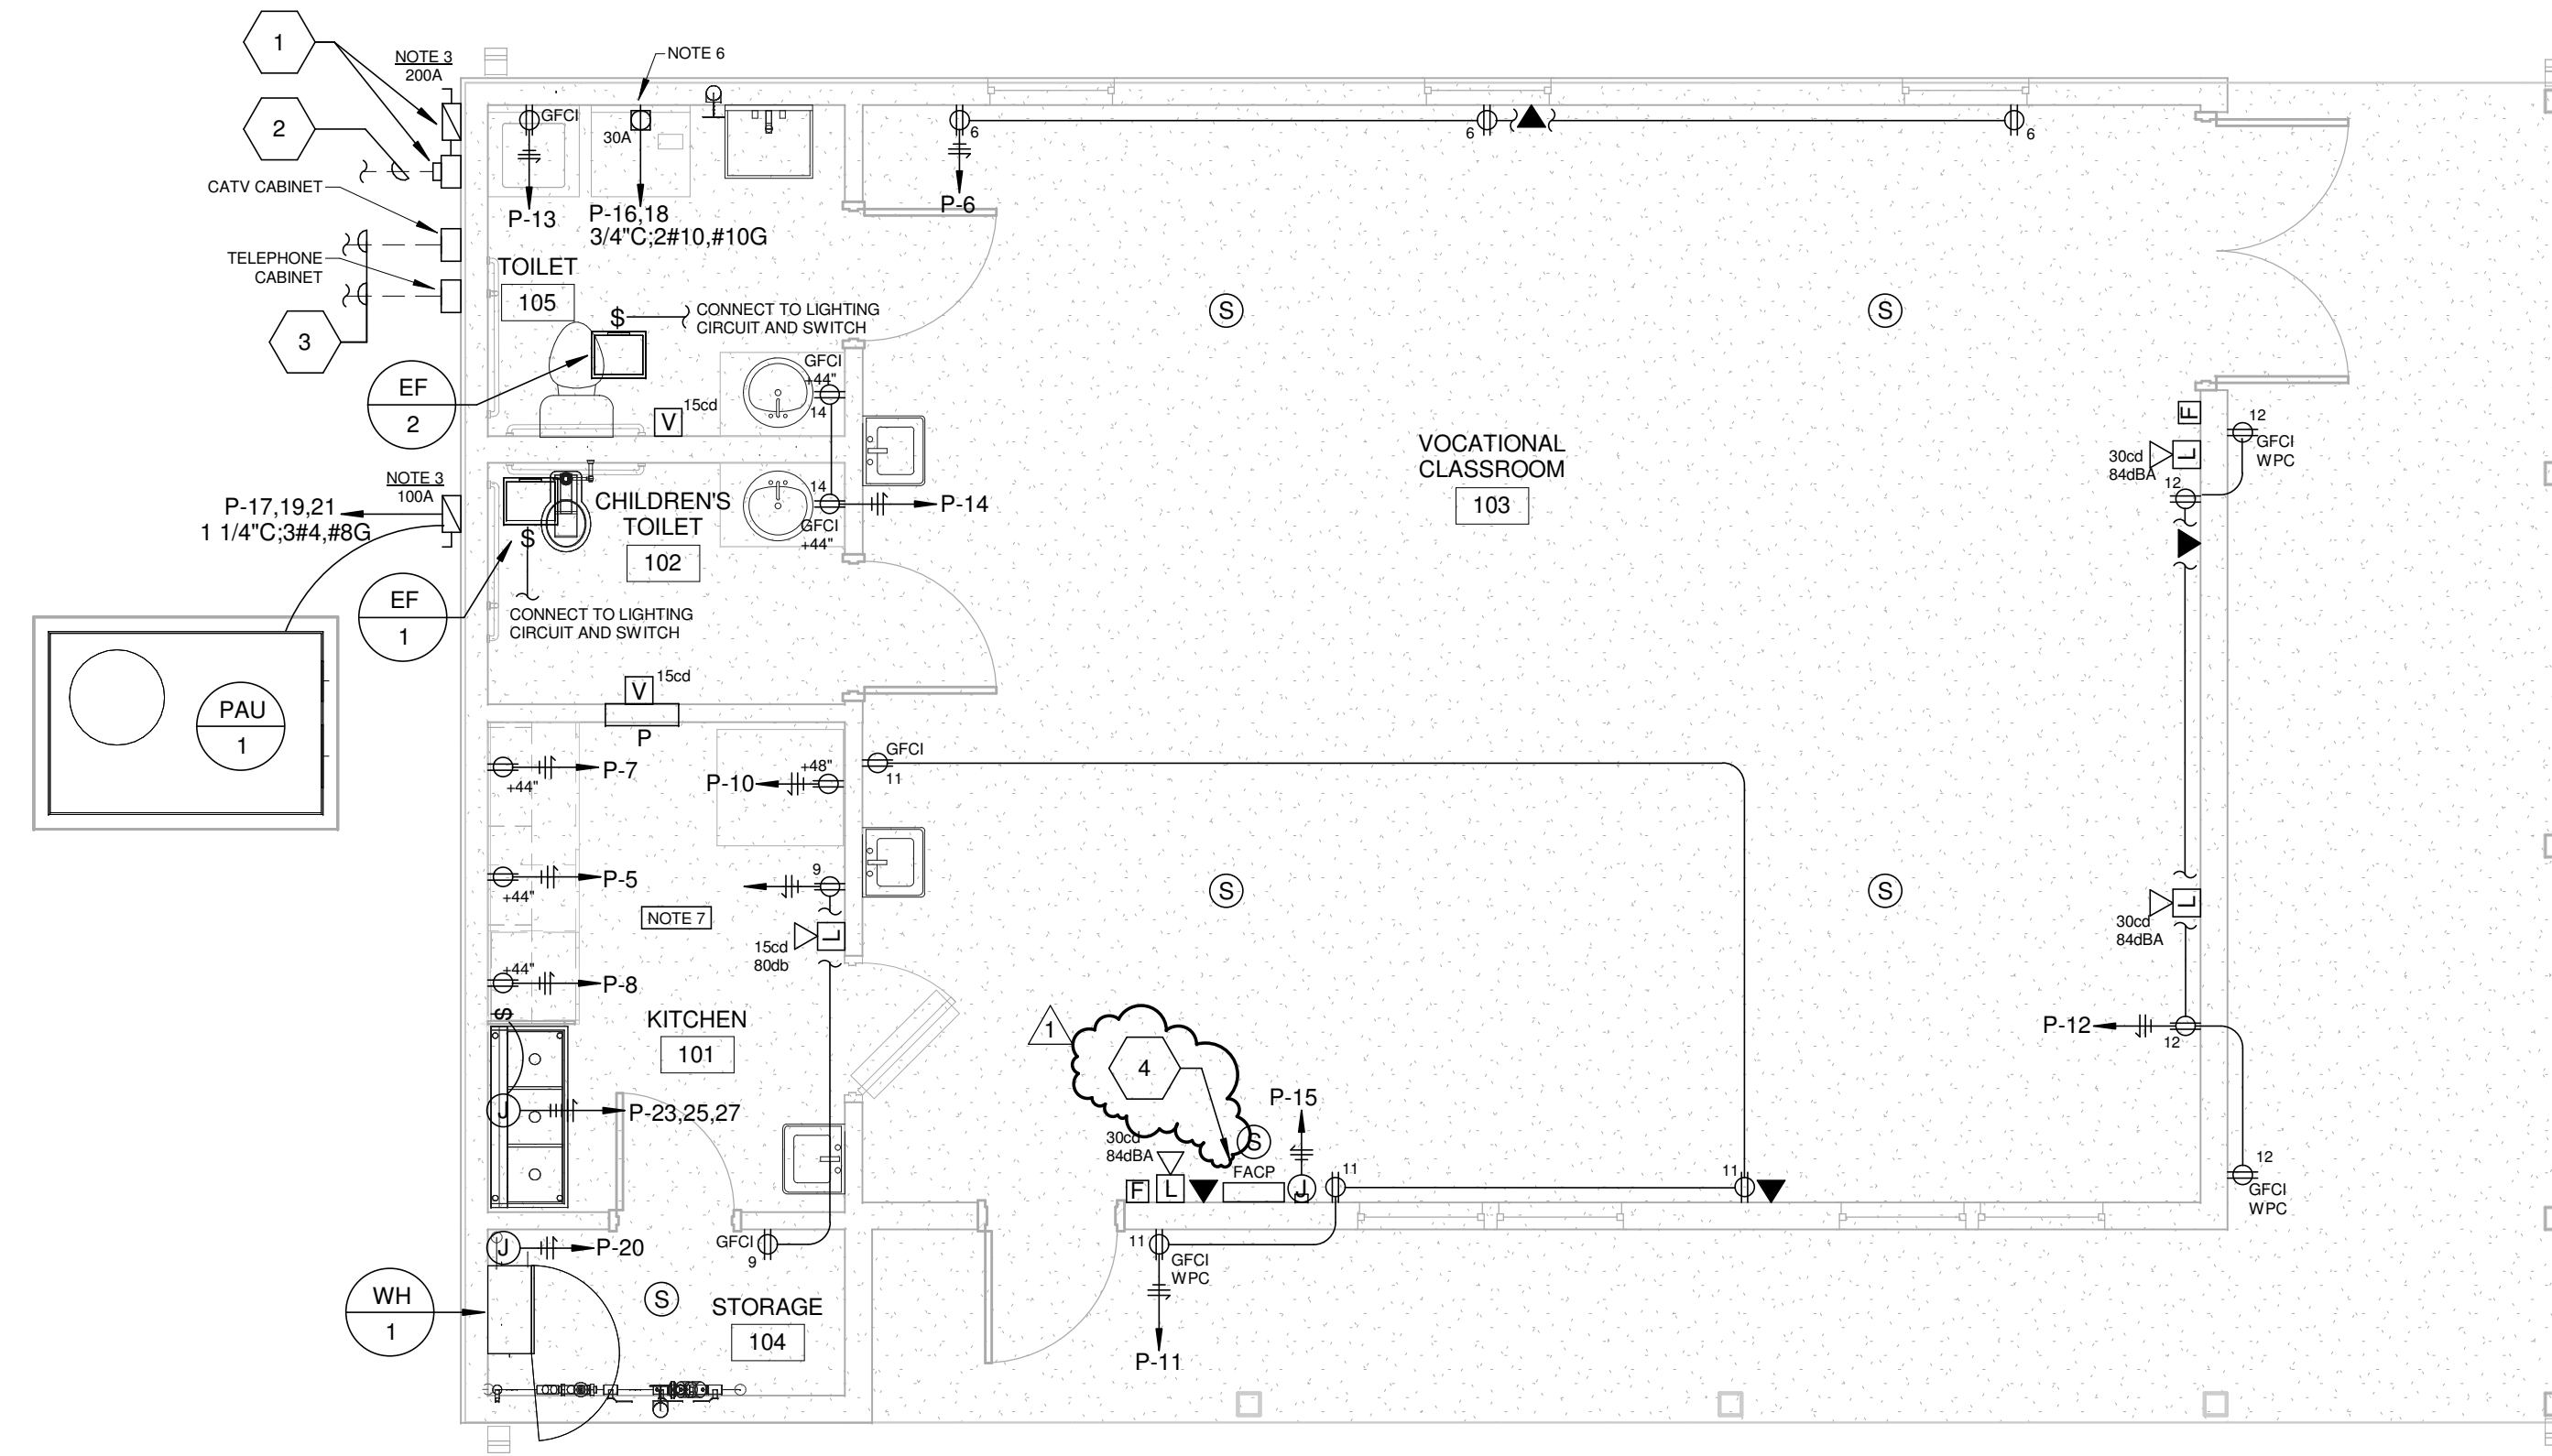 1
NOTE 3
200A
NOTE 6
2
CATV CABINET
TELEPHONE
CABINET
3
GFCI
P-13
30A
P-16,18
3/4"C;2#10,#10G
6
P-6
6
6
TOILET
105
$
CONNECT TO LIGHTING
CIRCUIT AND SWITCH
S
S
EF
2
V
15cd
GFCI
+44"
14
VOCATIONAL
CLASSROOM
103
F
12
GFCI
WPC
30cd
84dBA
L
12
NOTE 3
100A
P-17,19,21
1 1/4"C;3#4,#8G
CHILDREN'S
TOILET
102
$
14
GFCI
+44"
P-14
EF
1
CONNECT TO LIGHTING
CIRCUIT AND SWITCH
PAU
1
V
15cd
P
+44"
P-7
P-10
+48"
GFCI
11
+44"
P-5
9
NOTE 7
15cd
80db
L
S
S
30cd
84dBA
L
+44"
P-8
$
KITCHEN
101
J
P-23,25,27
1
4
P-15
P-12
12
30cd
84dBA
S
FACP
F
L
J
11
11
12
GFCI
WPC
J
P-20
GFCI
9
11
GFCI
WPC
P-11
WH
1
S
STORAGE
104